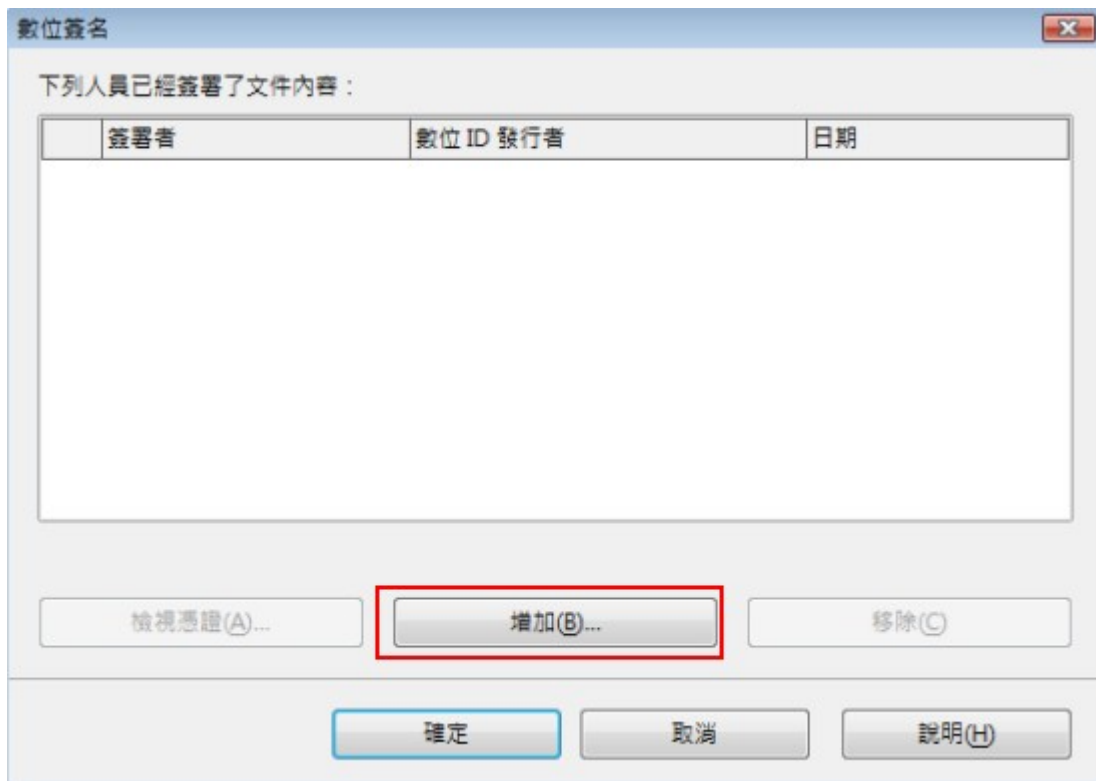 數位簽名
下列人員已經簽署了文件內容：
簽署者 數位 ID 發行者 日期
檢視憑證(A)... 增加(B)... 移除(C)
確定 取消 說明(H)